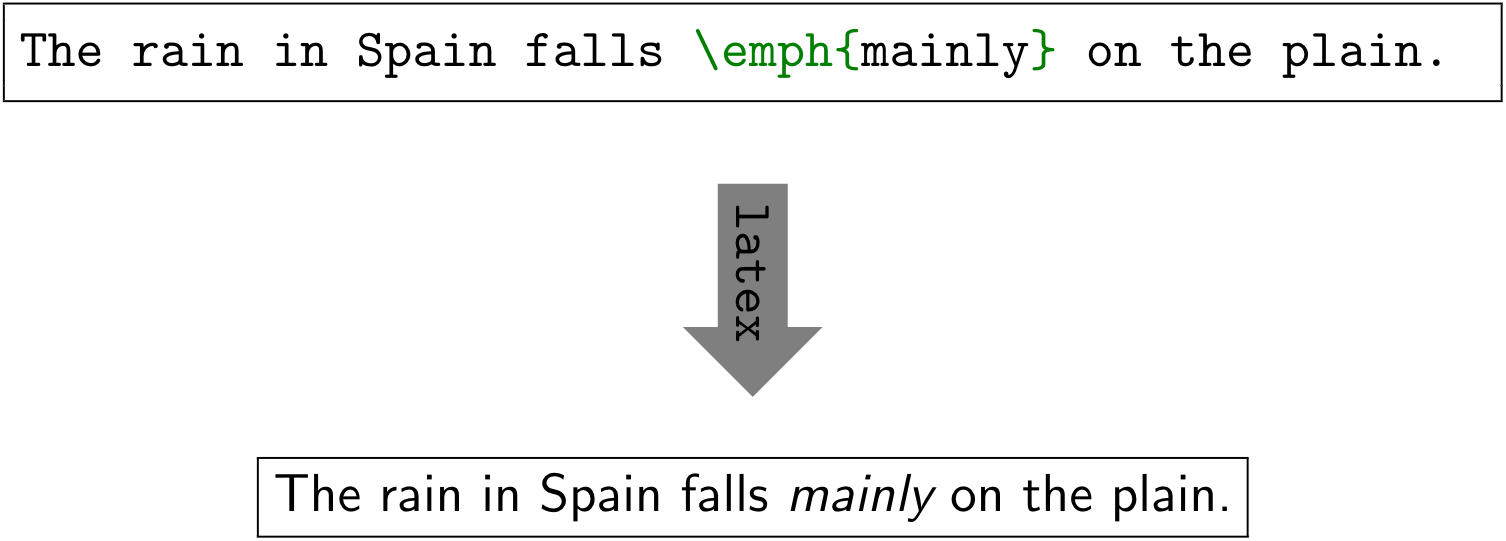 The rain in Spain falls \emph{mainly} on the plain.
latex
The rain in Spain falls mainly on the plain.